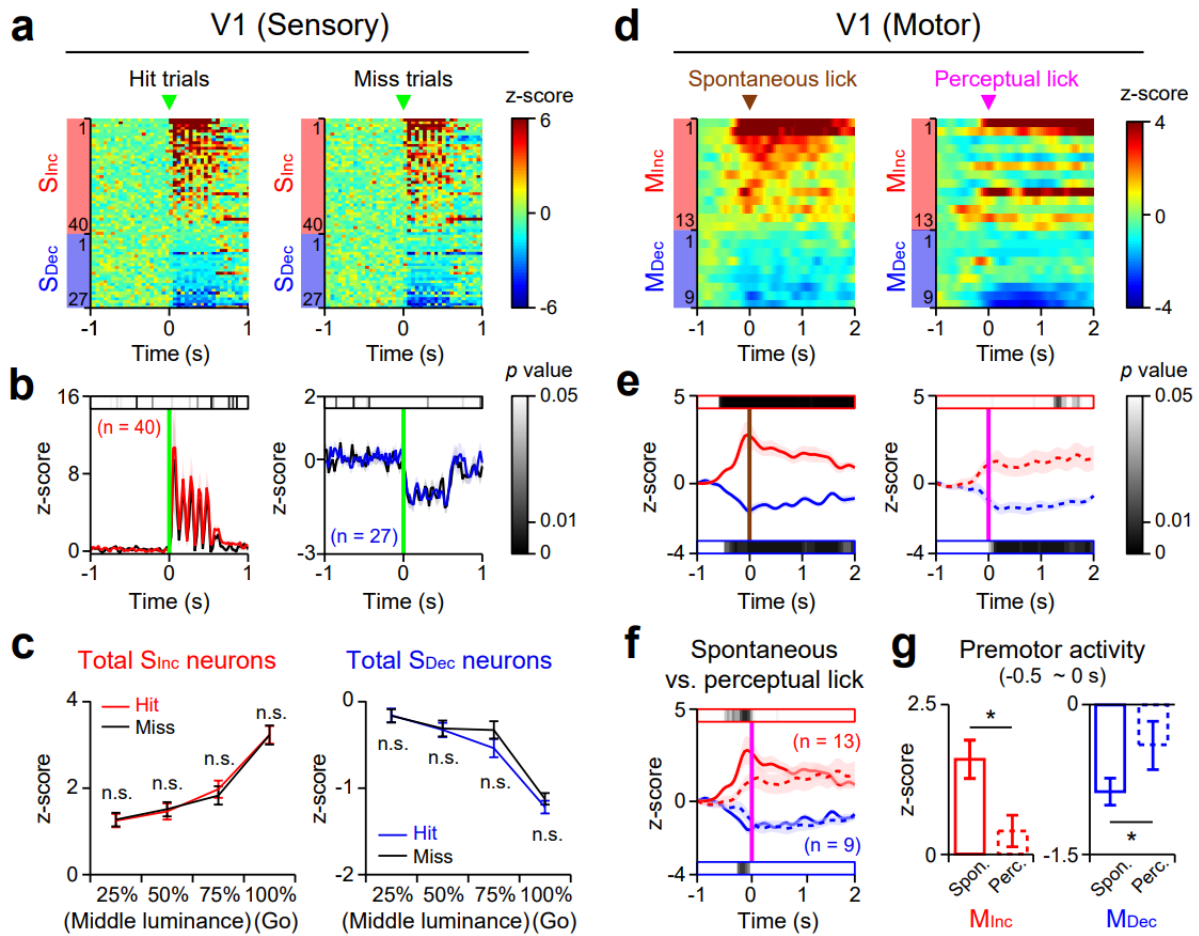 a
V1 (Sensory)
Hit trials
Miss trials
z-score
6
0
-6
SInc
1
40
SDec
1
27
-1
0
1
Time (s)
SInc
1
40
SDec
1
27
-1
0
1
Time (s)
b
16
8
0
z-score
(n = 40)
-1
0
1
Time (s)
2
0
-3
z-score
(n = 27)
-1
0
1
Time (s)
p value
0.05
0.01
0
c
Total SInc neurons
4
2
0
z-score
Hit
Miss
n.s.
n.s.
n.s.
n.s.
25% 50% 75% 100%
(Middle luminance) (Go)
Total SDec neurons
-0
-1
-2
z-score
n.s.
n.s.
n.s.
n.s.
Hit
Miss
25% 50% 75% 100%
(Middle luminance) (Go)
d
V1 (Motor)
Spontaneous lick
Perceptual lick
z-score
4
0
-4
MInc
1
13
MDec
1
9
-1
0
1
2
Time (s)
MInc
1
13
MDec
1
9
-1
0
1
2
Time (s)
e
5
0
-4
z-score
-1
0
1
2
Time (s)
5
0
-4
z-score
-1
0
1
2
Time (s)
p value
0.05
0.01
0
f
Spontaneous
vs. perceptual lick
5
0
-4
z-score
(n = 13)
(n = 9)
-1
0
1
2
Time (s)
g
Premotor activity
(-0.5 ~ 0 s)
2.5
0
z-score
*
Spon.
Perc.
MInc
0
-1.5
*
Spon.
Perc.
MDec